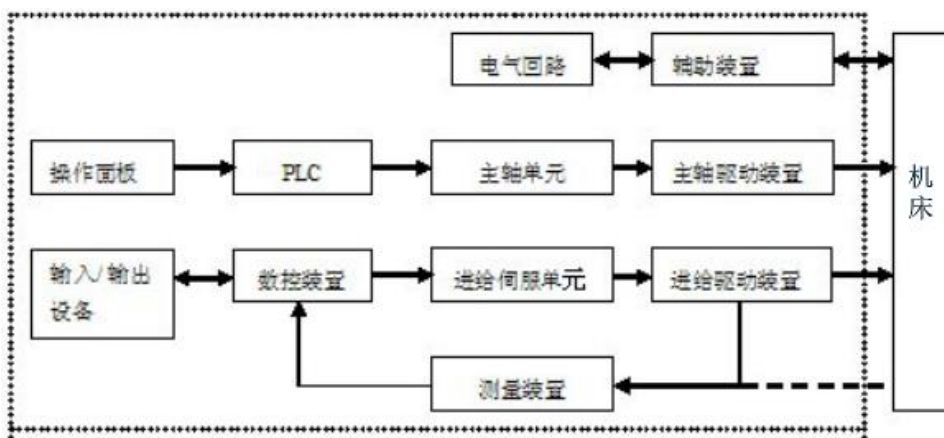 电气回路
辅助装置
操作面板
PLC
主轴单元
主轴驱动装置
机
床
输入/输出
设备
数控装置
进给伺服单元
进给驱动装置
测量装置